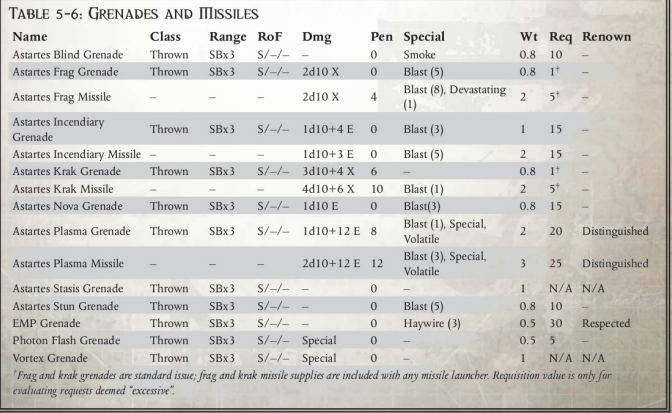 Table 5-6: Grenades and Missiles
Name Class Range RoF Dmg Pen Special Wt Req Renown
Astartes Blind Grenade Thrown SBx3 S/–/– – 0 Smoke 0.8 10 –
Astartes Frag Grenade Thrown SBx3 S/–/– 2d10 X 0 Blast (5) 0.8 1† –
Astartes Frag Missile – – – 2d10 X 4 Blast (8), Devastating (1) 2 5† –
Astartes Incendiary Grenade Thrown SBx3 S/–/– 1d10+4 E 0 Blast (3) 1 15 –
Astartes Incendiary Missile – – – 1d10+3 E 0 Blast (5) 2 15 –
Astartes Krak Grenade Thrown SBx3 S/–/– 3d10+4 X 6 – 0.8 1† –
Astartes Krak Missile – – – 4d10+6 X 10 Blast (1) 2 5† –
Astartes Nova Grenade Thrown SBx3 S/–/– 1d10 E 0 Blast(3) 0.8 15 –
Astartes Plasma Grenade Thrown SBx3 S/–/– 1d10+12 E 8 Blast (1), Special, Volatile 2 20 Distinguished
Astartes Plasma Missile – – – 2d10+12 E 12 Blast (3), Special, Volatile 3 25 Distinguished
Astartes Stasis Grenade Thrown SBx3 S/–/– – 0 – 1 N/A N/A
Astartes Stun Grenade Thrown SBx3 S/–/– – 0 Blast (5) 0.8 10 –
EMP Grenade Thrown SBx3 S/–/– – 0 Haywire (3) 0.5 30 Respected
Photon Flash Grenade Thrown SBx3 S/–/– Special 0 – 0.5 5 –
Vortex Grenade Thrown SBx3 S/–/– Special 0 – 1 N/A N/A
†Frag and krak grenades are standard issue; frag and krak missile supplies are included with any missile launcher. Requisition value is only for
evaluating requests deemed "excessive".